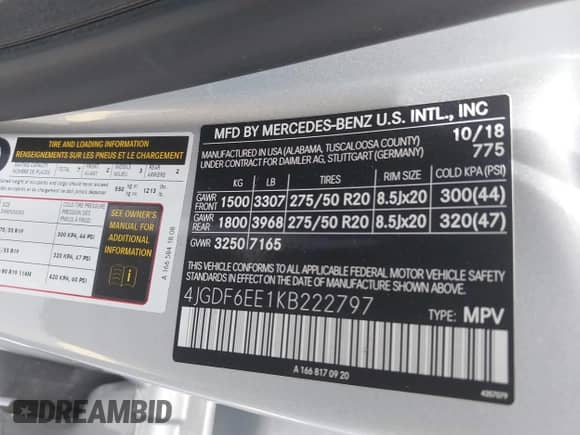 TIRE AND LOADING INFORMATION
RENSEIGNEMENTS SUR LES PNEUS ET LE CHARGEMENT
SEE OWNER'S
MANUAL FOR
ADDITIONAL
INFORMATION
A 166 584 18 08
MFD BY MERCEDES-BENZ U.S. INTL., INC
MANUFACTURED IN USA (ALABAMA, TUSCALOOSA COUNTY) 10/18
UNDER CONTRACT FOR DAIMLER AG, STUTTGART (GERMANY) 775
KG LB TIRES RIM SIZE COLD KPA (PSI)
GAWR FRONT 1500 3307 275/50 R20 8.5Jx20 300(44)
GAWR REAR 1800 3968 275/50 R20 8.5Jx20 320(47)
GVWR 3250 7165
THIS VEHICLE CONFORMS TO ALL APPLICABLE FEDERAL MOTOR VEHICLE SAFETY
STANDARDS IN EFFECT ON THE DATE OF MANUFACTURE SHOWN ABOVE.
4JGDF6EE1KB222797 TYPE: MPV
A 166 817 09 20
DREAMBID